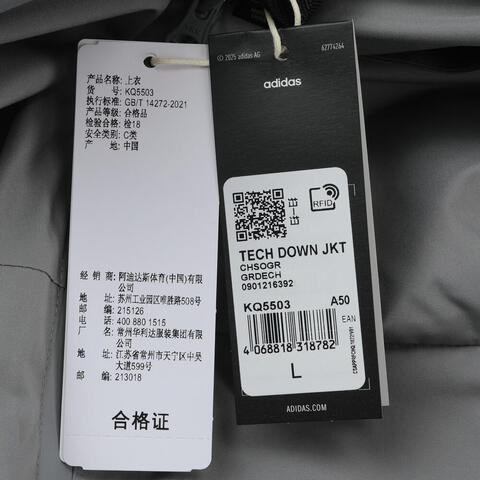 产品名称: 上衣
货 号: KQ5503
执行标准: GB/T 14272-2021
产品等级: 合格品
检验合格: 检18
安全类别: C类
产 地: 中国
经 销 商: 阿迪达斯体育(中国)有限
公司
地址: 苏州工业园区唯胜路508号
邮编: 215126
电话: 400 880 1515
厂 商: 常州华利达服装集团有限
公司
地址: 江苏省常州市天宁区中吴
大道599号
邮编: 213018
合格证
© 2025 adidas AG
62774264
adidas
RFID
TECH DOWN JKT
CHSOGR
GRDECH
0901216392
KQ5503 A50
EAN
4 068818 318782
L
ADIDAS.COM